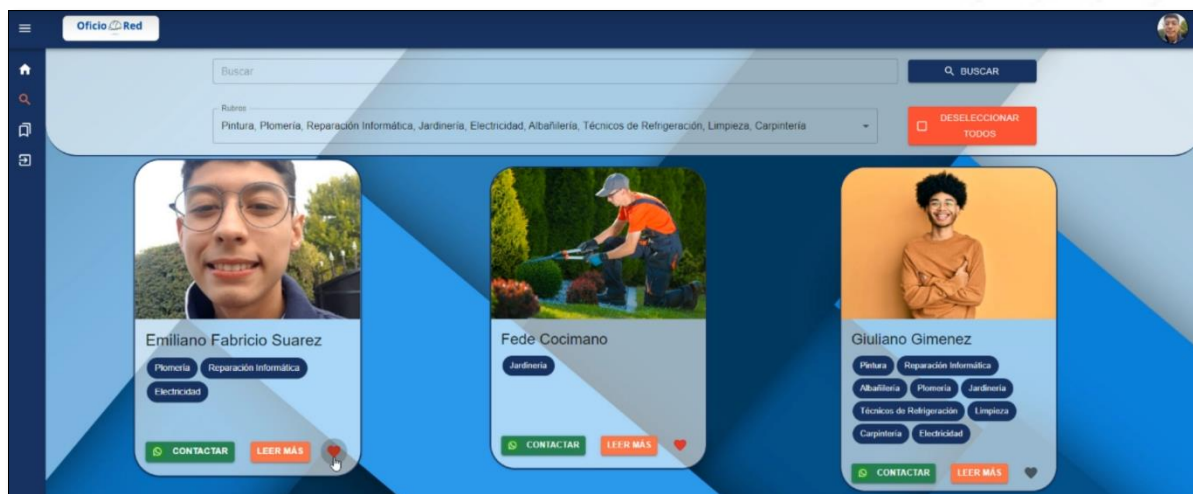 Oficio Red
Buscar
BUSCAR
Rubros
Pintura, Plomería, Reparación Informática, Jardinería, Electricidad, Albañilería, Técnicos de Refrigeración, Limpieza, Carpintería
DESELECCIONAR
TODOS
Emiliano Fabricio Suarez
Plomería Reparación Informática
Electricidad
CONTACTAR LEER MÁS
Fede Cocimano
Jardinería
CONTACTAR LEER MÁS
Giuliano Gimenez
Pintura Reparación Informática
Albañilería Plomería Jardinería
Técnicos de Refrigeración Limpieza
Carpintería Electricidad
CONTACTAR LEER MÁS